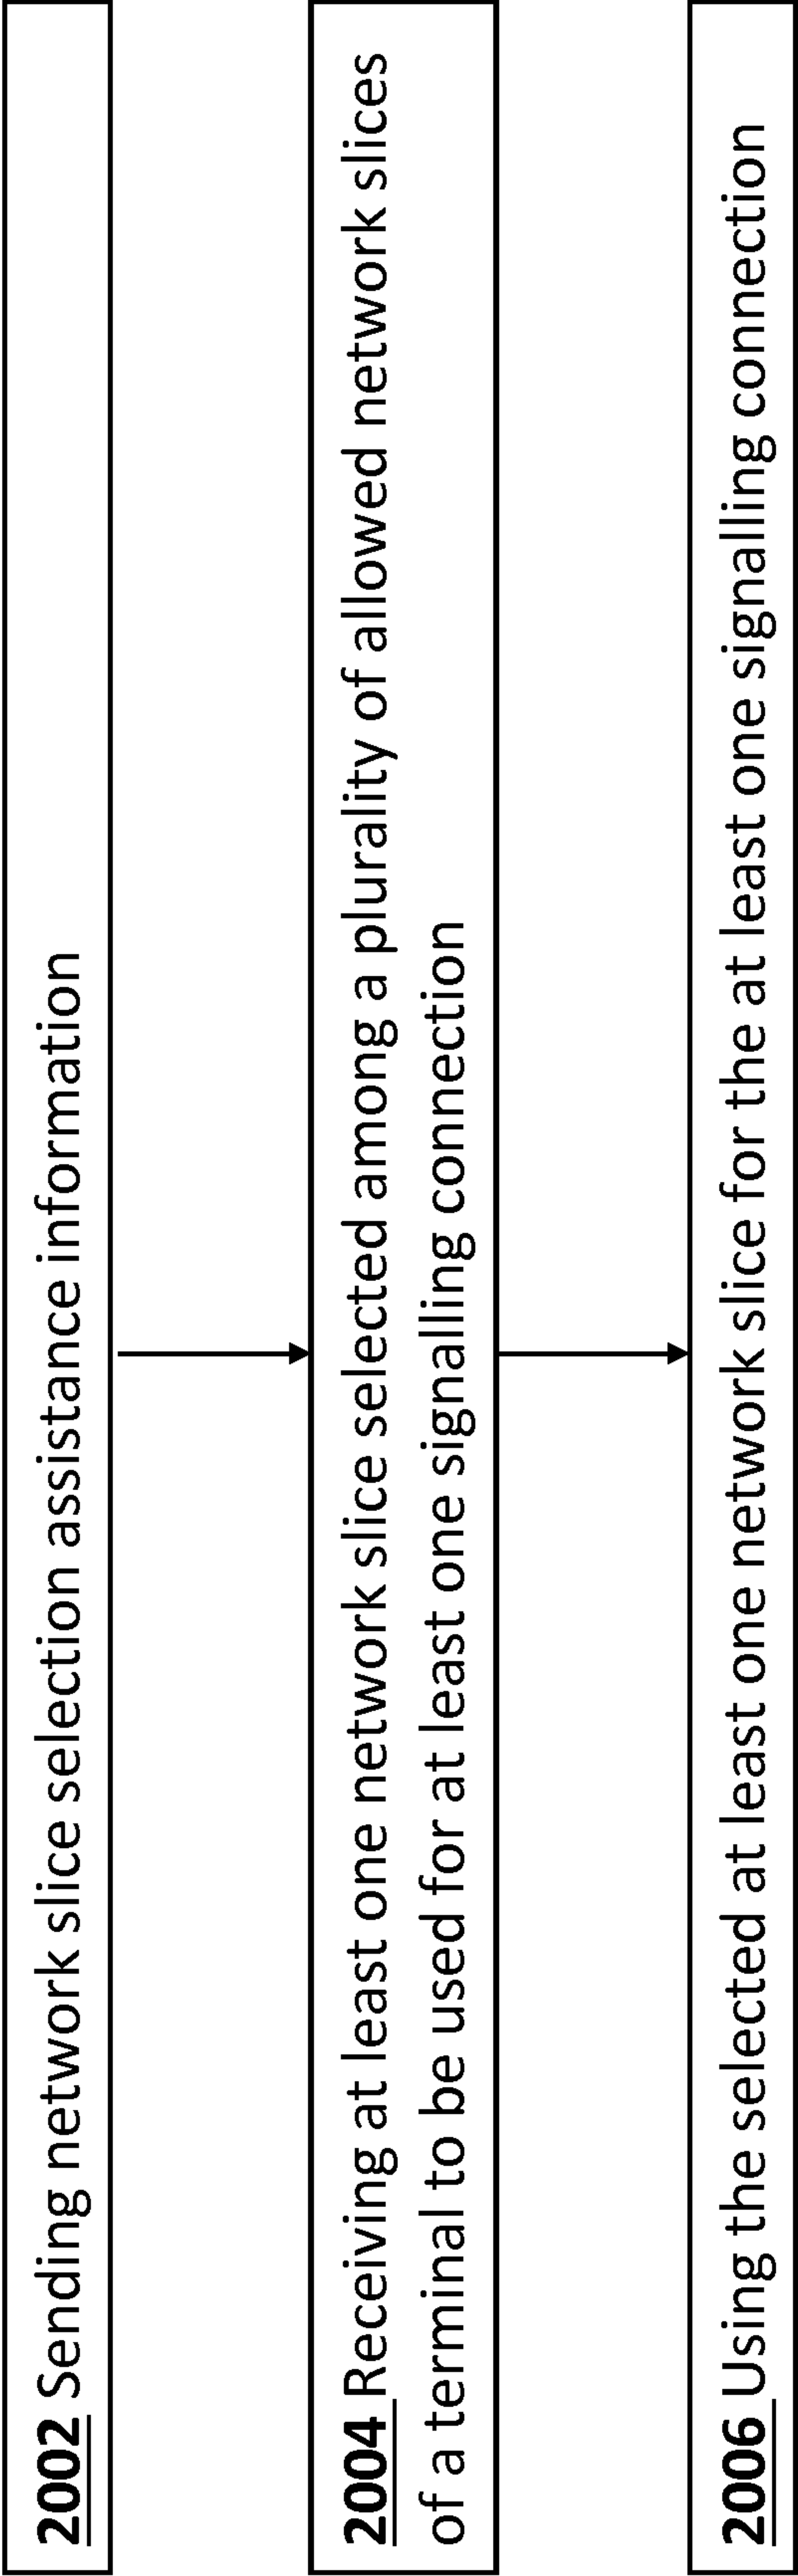 2002 Sending network slice selection assistance information
2004 Receiving at least one network slice selected among a plurality of allowed network slices
of a terminal to be used for at least one signalling connection
2006 Using the selected at least one network slice for the at least one signalling connection